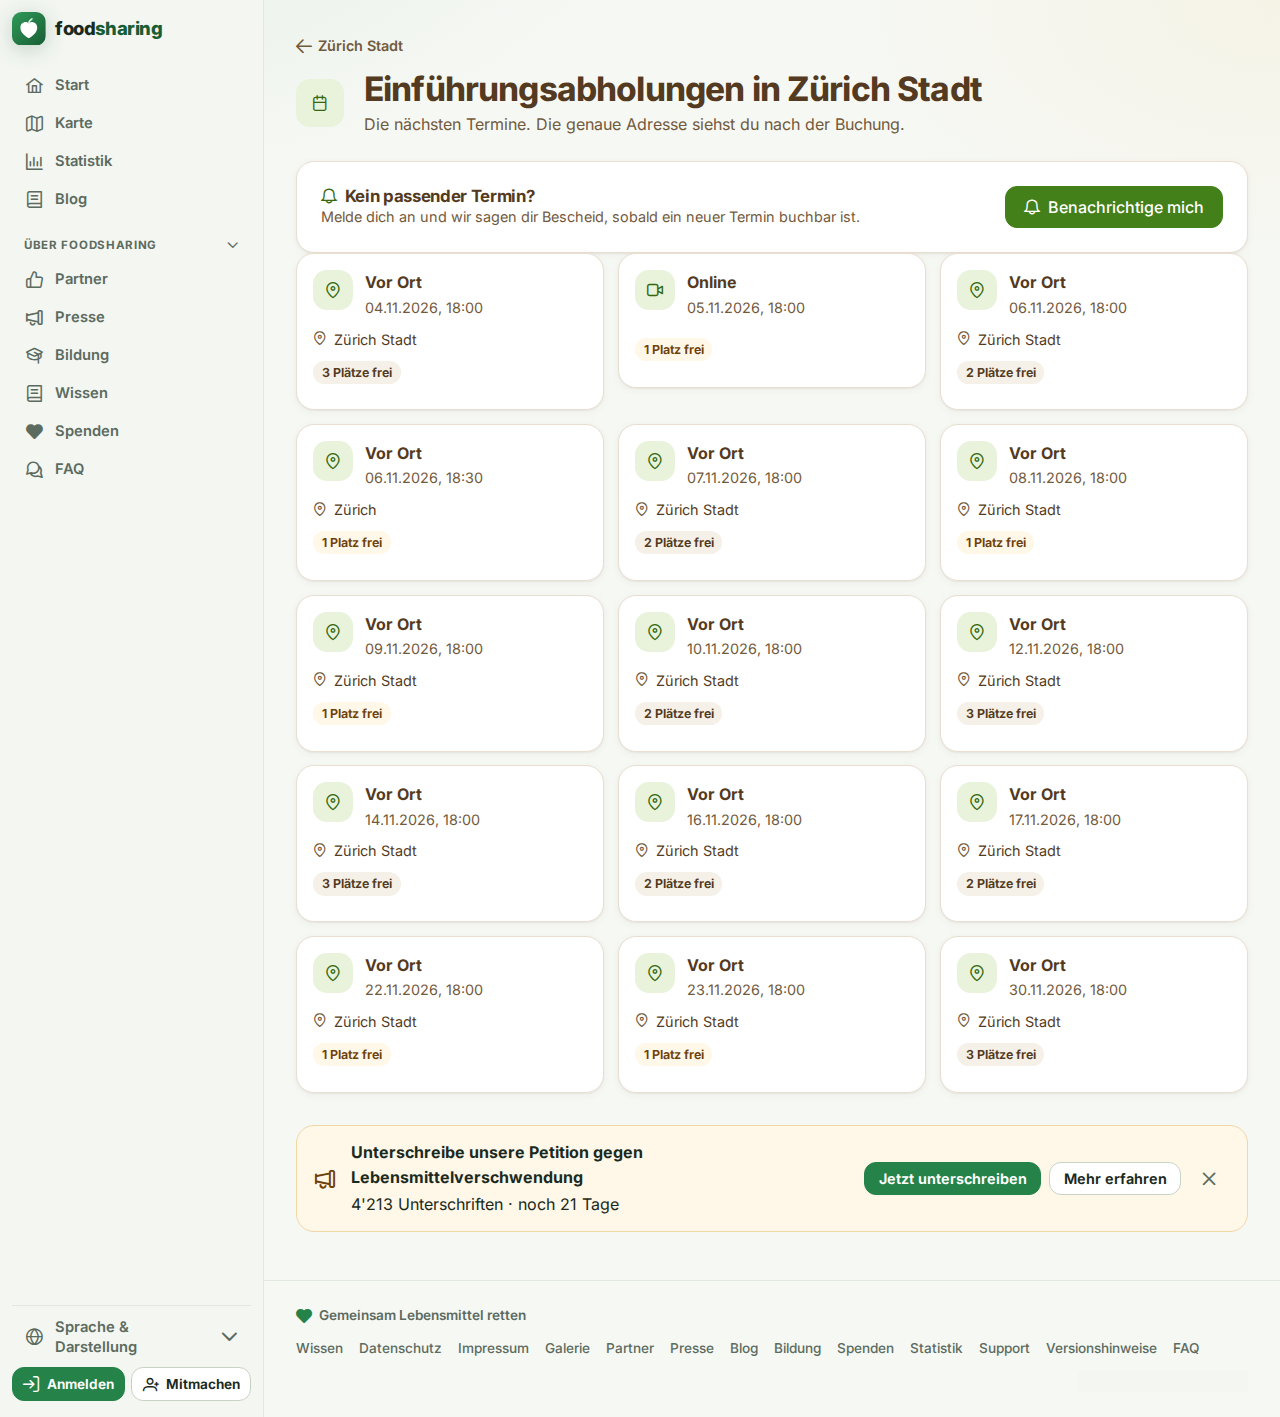 foodsharing
Start
Karte
Statistik
Blog
ÜBER FOODSHARING
Partner
Presse
Bildung
Wissen
Spenden
FAQ
Sprache &
Darstellung
Anmelden
Mitmachen
Zürich Stadt
Einführungsabholungen in Zürich Stadt
Die nächsten Termine. Die genaue Adresse siehst du nach der Buchung.
Kein passender Termin?
Melde dich an und wir sagen dir Bescheid, sobald ein neuer Termin buchbar ist.
Benachrichtige mich
Vor Ort
04.11.2026, 18:00
Zürich Stadt
3 Plätze frei
Online
05.11.2026, 18:00
1 Platz frei
Vor Ort
06.11.2026, 18:00
Zürich Stadt
2 Plätze frei
Vor Ort
06.11.2026, 18:30
Zürich
1 Platz frei
Vor Ort
07.11.2026, 18:00
Zürich Stadt
2 Plätze frei
Vor Ort
08.11.2026, 18:00
Zürich Stadt
1 Platz frei
Vor Ort
09.11.2026, 18:00
Zürich Stadt
1 Platz frei
Vor Ort
10.11.2026, 18:00
Zürich Stadt
2 Plätze frei
Vor Ort
12.11.2026, 18:00
Zürich Stadt
3 Plätze frei
Vor Ort
14.11.2026, 18:00
Zürich Stadt
3 Plätze frei
Vor Ort
16.11.2026, 18:00
Zürich Stadt
2 Plätze frei
Vor Ort
17.11.2026, 18:00
Zürich Stadt
2 Plätze frei
Vor Ort
22.11.2026, 18:00
Zürich Stadt
1 Platz frei
Vor Ort
23.11.2026, 18:00
Zürich Stadt
1 Platz frei
Vor Ort
30.11.2026, 18:00
Zürich Stadt
3 Plätze frei
Unterschreibe unsere Petition gegen
Lebensmittelverschwendung
4'213 Unterschriften · noch 21 Tage
Jetzt unterschreiben
Mehr erfahren
Gemeinsam Lebensmittel retten
Wissen Datenschutz Impressum Galerie Partner Presse Blog Bildung Spenden Statistik Support Versionshinweise FAQ